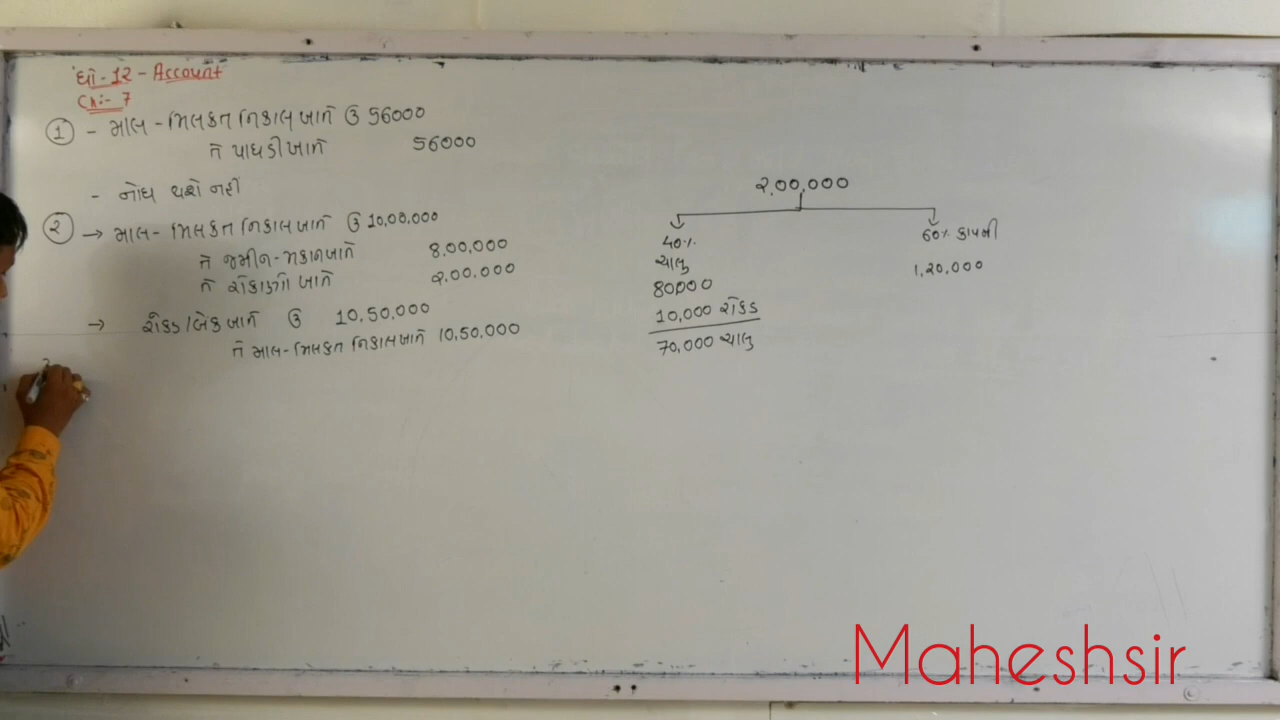 ધો-12-Account
Ch:- 7
① - માલ-મિલકત નિકાલ ખાતે ઉ 56000
તે પાઘડી ખાતે 56000
- નોંધ થશે નહીં
② → માલ-મિલકત નિકાલ ખાતે ઉ 10,00,000
તે જમીન-મકાન ખાતે 8,00,000
તે રોકાણો ખાતે 2,00,000
→ રોકડ/બેંક ખાતે ઉ 10,50,000
તે માલ-મિલકત નિકાલ ખાતે 10,50,000
2,00,000
40%
ચાલુ
80000
10,000 રોકડ
70,000 ચાલુ
60%
1,20,000
Maheshsir